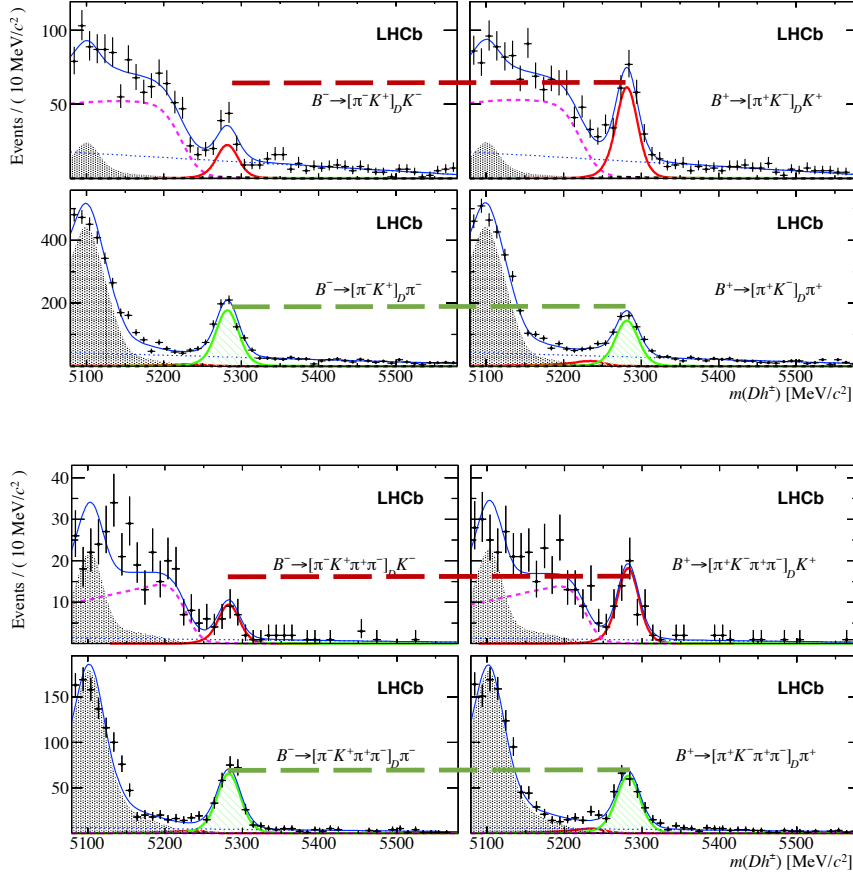 Events / ( 10 MeV/c²)
100
50
0
LHCb
B⁻→[π⁻K⁺]_D K⁻
LHCb
B⁺→[π⁺K⁻]_D K⁺
400
200
LHCb
B⁻→[π⁻K⁺]_D π⁻
LHCb
B⁺→[π⁺K⁻]_D π⁺
5100 5200 5300 5400 5500
5100 5200 5300 5400 5500
m(Dh^±) [MeV/c²]
Events / ( 10 MeV/c²)
40
30
20
10
0
LHCb
B⁻→[π⁻K⁺π⁺π⁻]_D K⁻
LHCb
B⁺→[π⁺K⁻π⁺π⁻]_D K⁺
150
100
50
0
LHCb
B⁻→[π⁻K⁺π⁺π⁻]_D π⁻
LHCb
B⁺→[π⁺K⁻π⁺π⁻]_D π⁺
5100 5200 5300 5400 5500
5100 5200 5300 5400 5500
m(Dh^±) [MeV/c²]